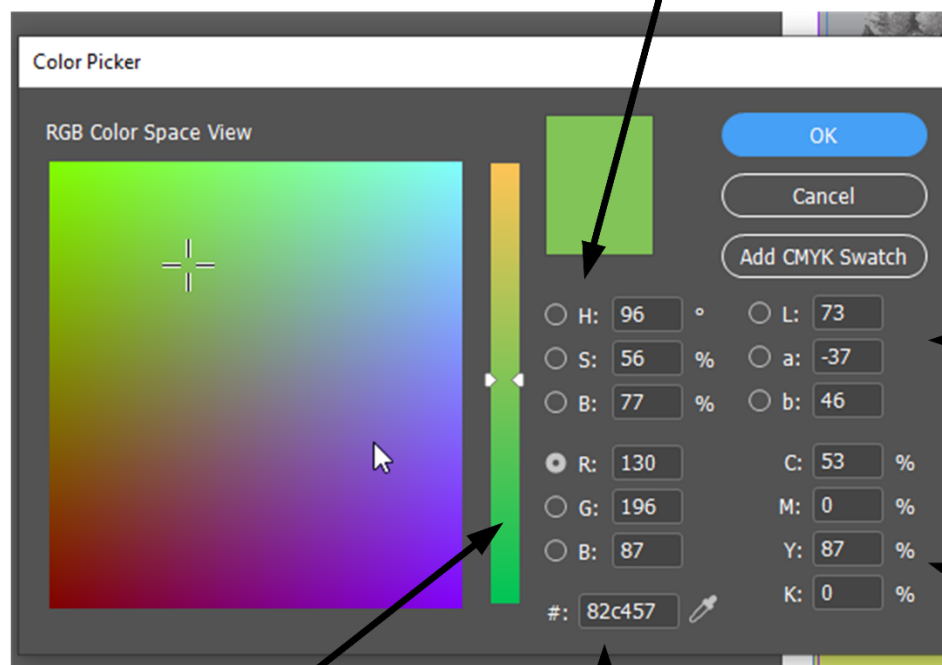 Color Picker
RGB Color Space View
OK
Cancel
Add CMYK Swatch
H: 96 °
S: 56 %
B: 77 %
L: 73
a: -37
b: 46
R: 130
G: 196
B: 87
C: 53 %
M: 0 %
Y: 87 %
K: 0 %
#: 82c457